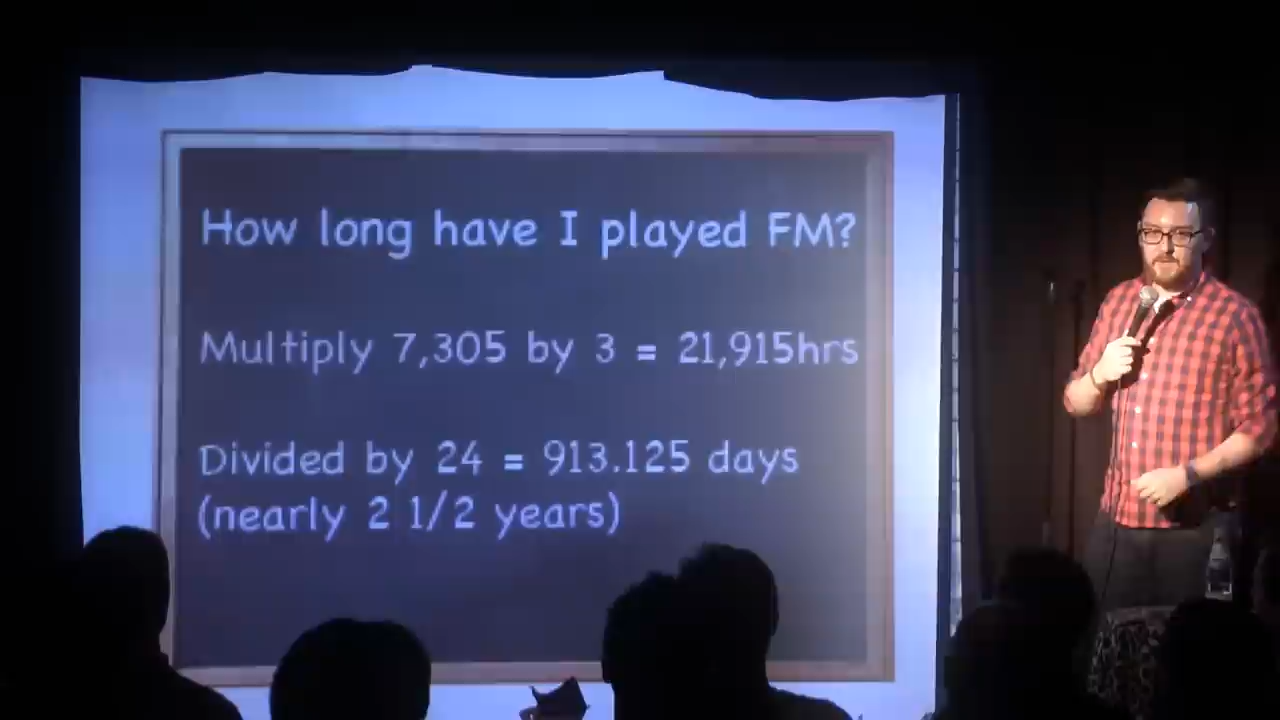 How long have I played FM?
Multiply 7,305 by 3 = 21,915hrs
Divided by 24 = 913.125 days
(nearly 2 1/2 years)